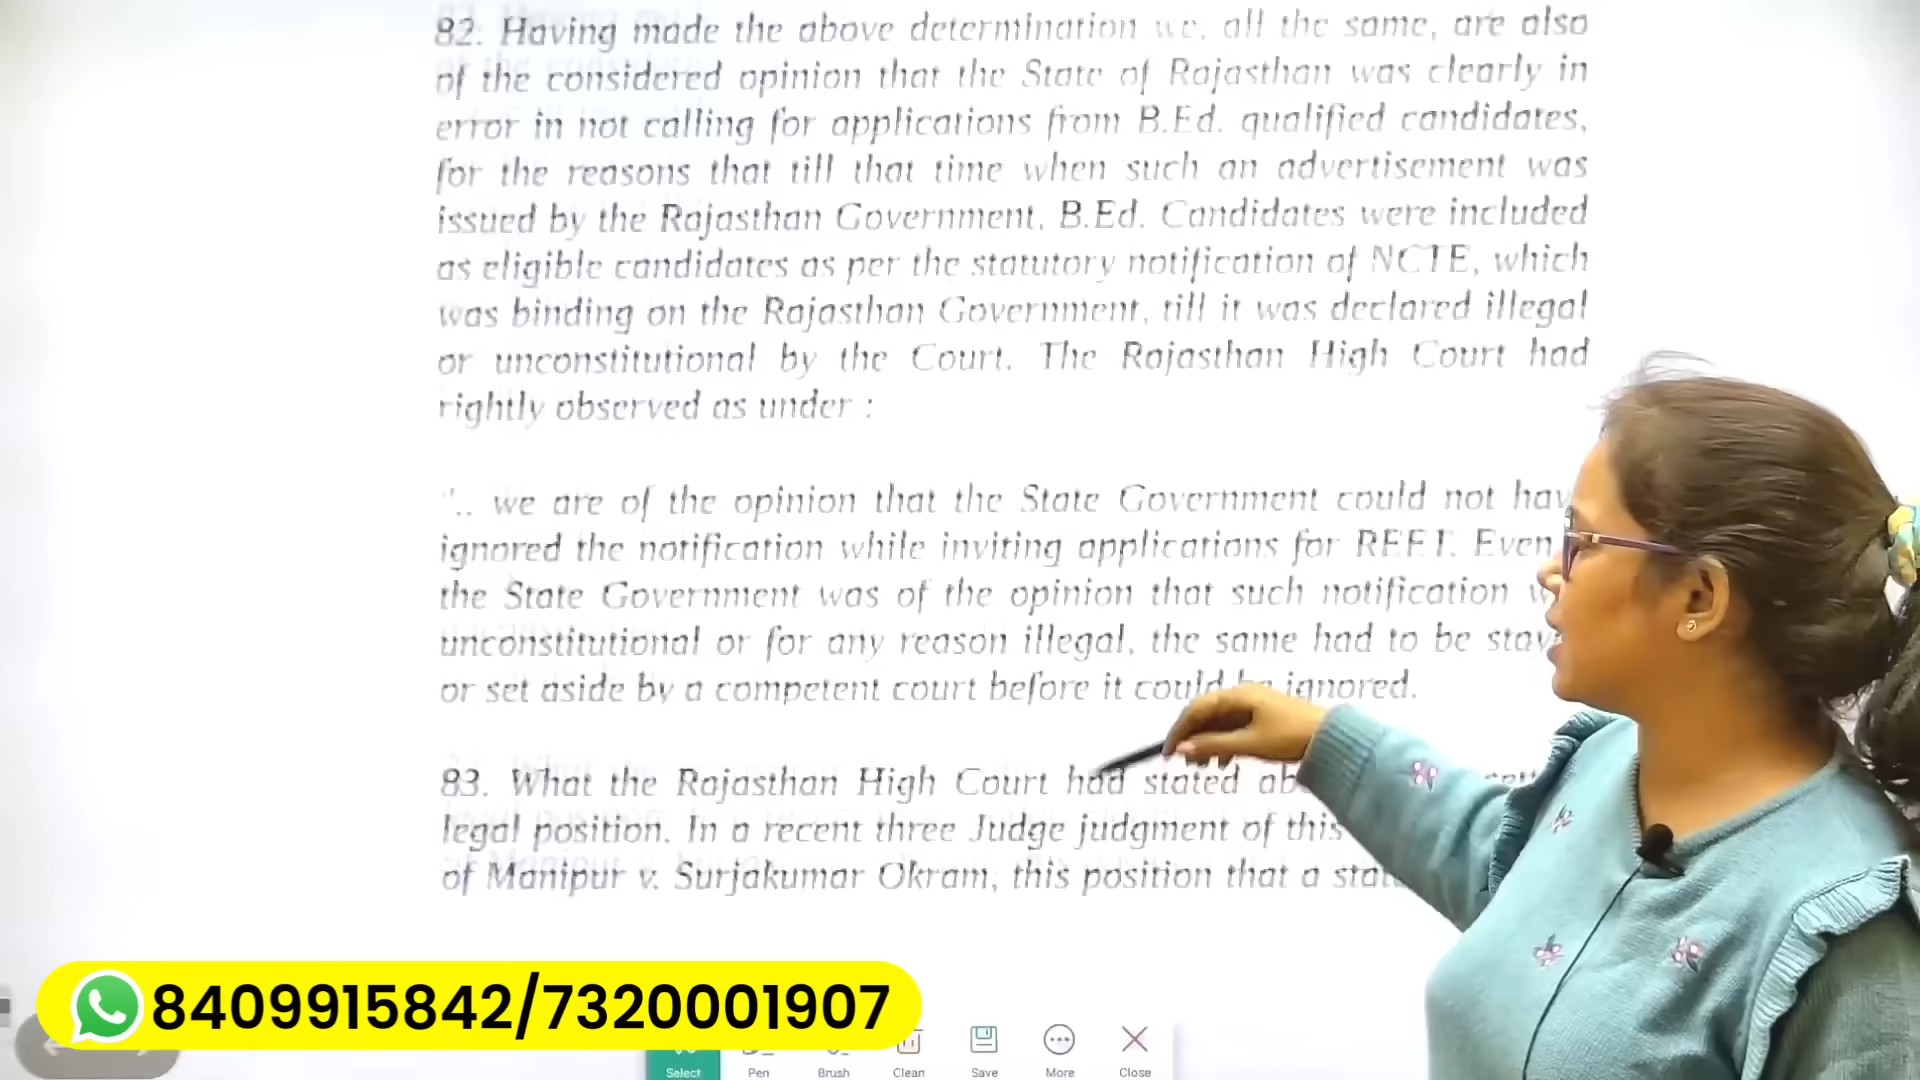 82. Having made the above determination we, all the same, are also
of the considered opinion that the State of Rajasthan was clearly in
error in not calling for applications from B.Ed. qualified candidates,
for the reasons that till that time when such an advertisement was
issued by the Rajasthan Government, B.Ed. Candidates were included
as eligible candidates as per the statutory notification of NCTE, which
was binding on the Rajasthan Government, till it was declared illegal
or unconstitutional by the Court. The Rajasthan High Court had
rightly observed as under :
".. we are of the opinion that the State Government could not hav
ignored the notification while inviting applications for REET. Even
the State Government was of the opinion that such notification
unconstitutional or for any reason illegal, the same had to be stay
or set aside by a competent court before it could be ignored.
83. What the Rajasthan High Court had stated
legal position. In a recent three Judge judgment of this
of Manipur v. Surjakumar Okram, this position that a
8409915842/7320001907
Select Pen Brush Clean Save More Close